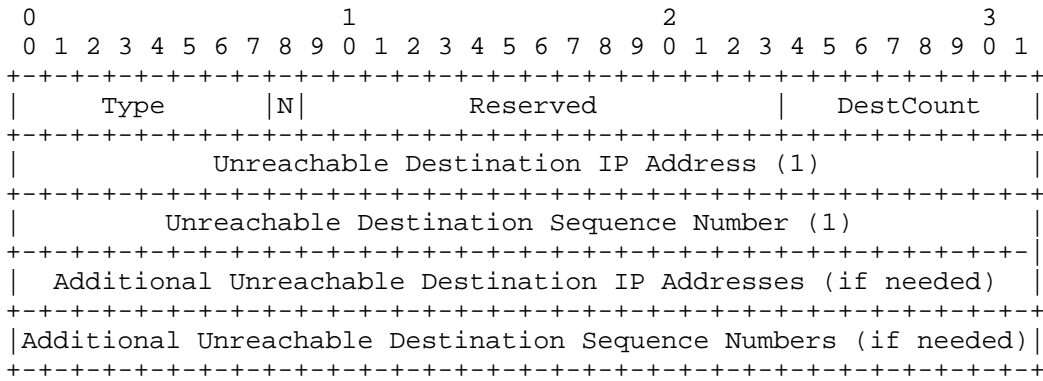 0                   1                   2                   3
 0 1 2 3 4 5 6 7 8 9 0 1 2 3 4 5 6 7 8 9 0 1 2 3 4 5 6 7 8 9 0 1
+-+-+-+-+-+-+-+-+-+-+-+-+-+-+-+-+-+-+-+-+-+-+-+-+-+-+-+-+-+-+-+-+
|     Type      |N|          Reserved           |   DestCount   |
+-+-+-+-+-+-+-+-+-+-+-+-+-+-+-+-+-+-+-+-+-+-+-+-+-+-+-+-+-+-+-+-+
|            Unreachable Destination IP Address (1)             |
+-+-+-+-+-+-+-+-+-+-+-+-+-+-+-+-+-+-+-+-+-+-+-+-+-+-+-+-+-+-+-+-+
|         Unreachable Destination Sequence Number (1)           |
+-+-+-+-+-+-+-+-+-+-+-+-+-+-+-+-+-+-+-+-+-+-+-+-+-+-+-+-+-+-+-+-|
|  Additional Unreachable Destination IP Addresses (if needed)  |
+-+-+-+-+-+-+-+-+-+-+-+-+-+-+-+-+-+-+-+-+-+-+-+-+-+-+-+-+-+-+-+-+
|Additional Unreachable Destination Sequence Numbers (if needed)|
+-+-+-+-+-+-+-+-+-+-+-+-+-+-+-+-+-+-+-+-+-+-+-+-+-+-+-+-+-+-+-+-+